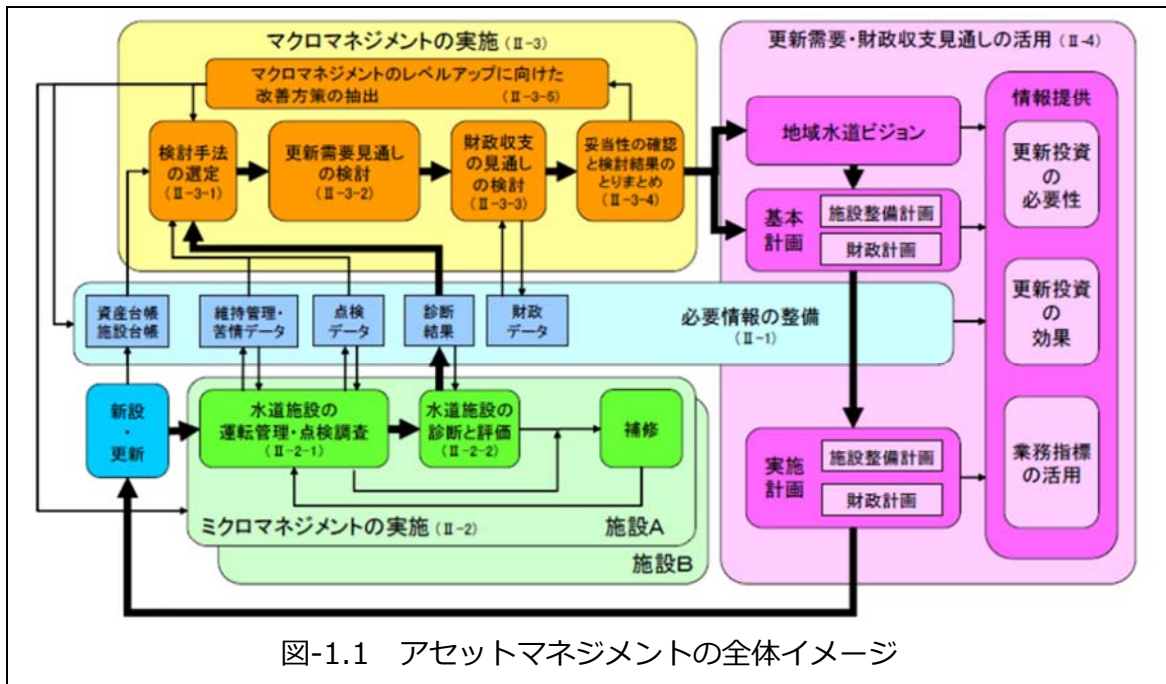 マクロマネジメントの実施(Ⅱ-3)
マクロマネジメントのレベルアップに向けた
改善方策の抽出 (Ⅱ-3-5)
検討手法
の選定
(Ⅱ-3-1)
更新需要見通し
の検討
(Ⅱ-3-2)
財政収支
の見通し
の検討
(Ⅱ-3-3)
妥当性の確認
と検討結果の
とりまとめ
(Ⅱ-3-4)
更新需要・財政収支見通しの活用(Ⅱ-4)
地域水道ビジョン
基本
計画
施設整備計画
財政計画
実施
計画
施設整備計画
財政計画
情報提供
更新投資
の
必要性
更新投資
の
効果
業務指標
の活用
資産台帳
施設台帳
維持管理・
苦情データ
点検
データ
診断
結果
財政
データ
必要情報の整備
(Ⅱ-1)
新設
・
更新
水道施設の
運転管理・点検調査
(Ⅱ-2-1)
水道施設の
診断と評価
(Ⅱ-2-2)
補修
ミクロマネジメントの実施(Ⅱ-2)
施設A
施設B
図-1.1 アセットマネジメントの全体イメージ